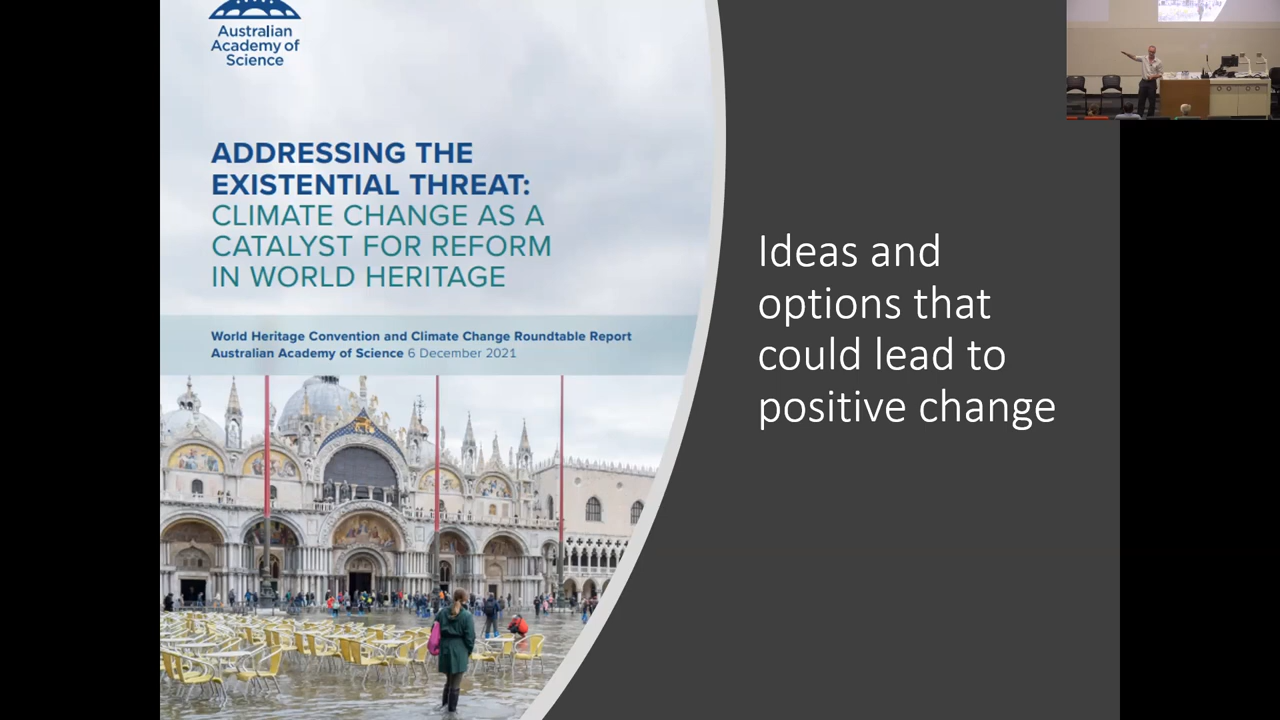 Australian
Academy of
Science
ADDRESSING THE
EXISTENTIAL THREAT:
CLIMATE CHANGE AS A
CATALYST FOR REFORM
IN WORLD HERITAGE
World Heritage Convention and Climate Change Roundtable Report
Australian Academy of Science 6 December 2021
Ideas and
options that
could lead to
positive change